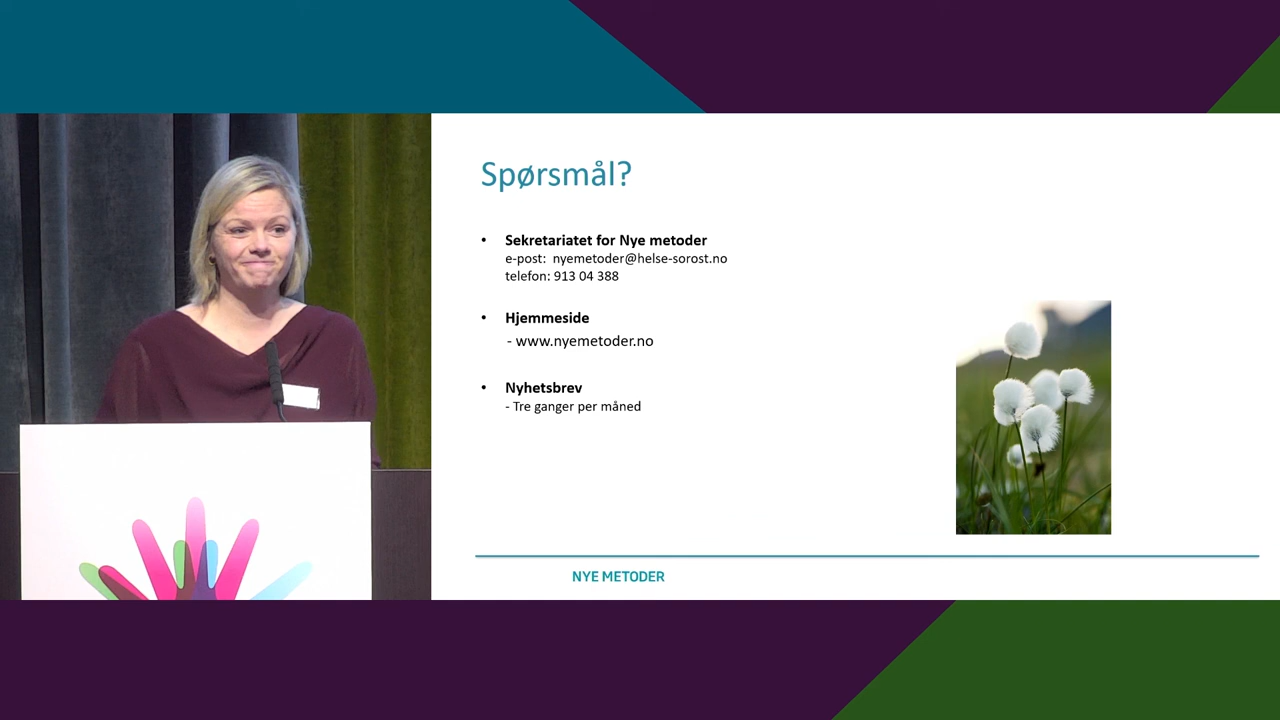 Spørsmål?
• Sekretariatet for Nye metoder
e-post: nyemetoder@helse-sorost.no
telefon: 913 04 388
• Hjemmeside
- www.nyemetoder.no
• Nyhetsbrev
- Tre ganger per måned
NYE METODER